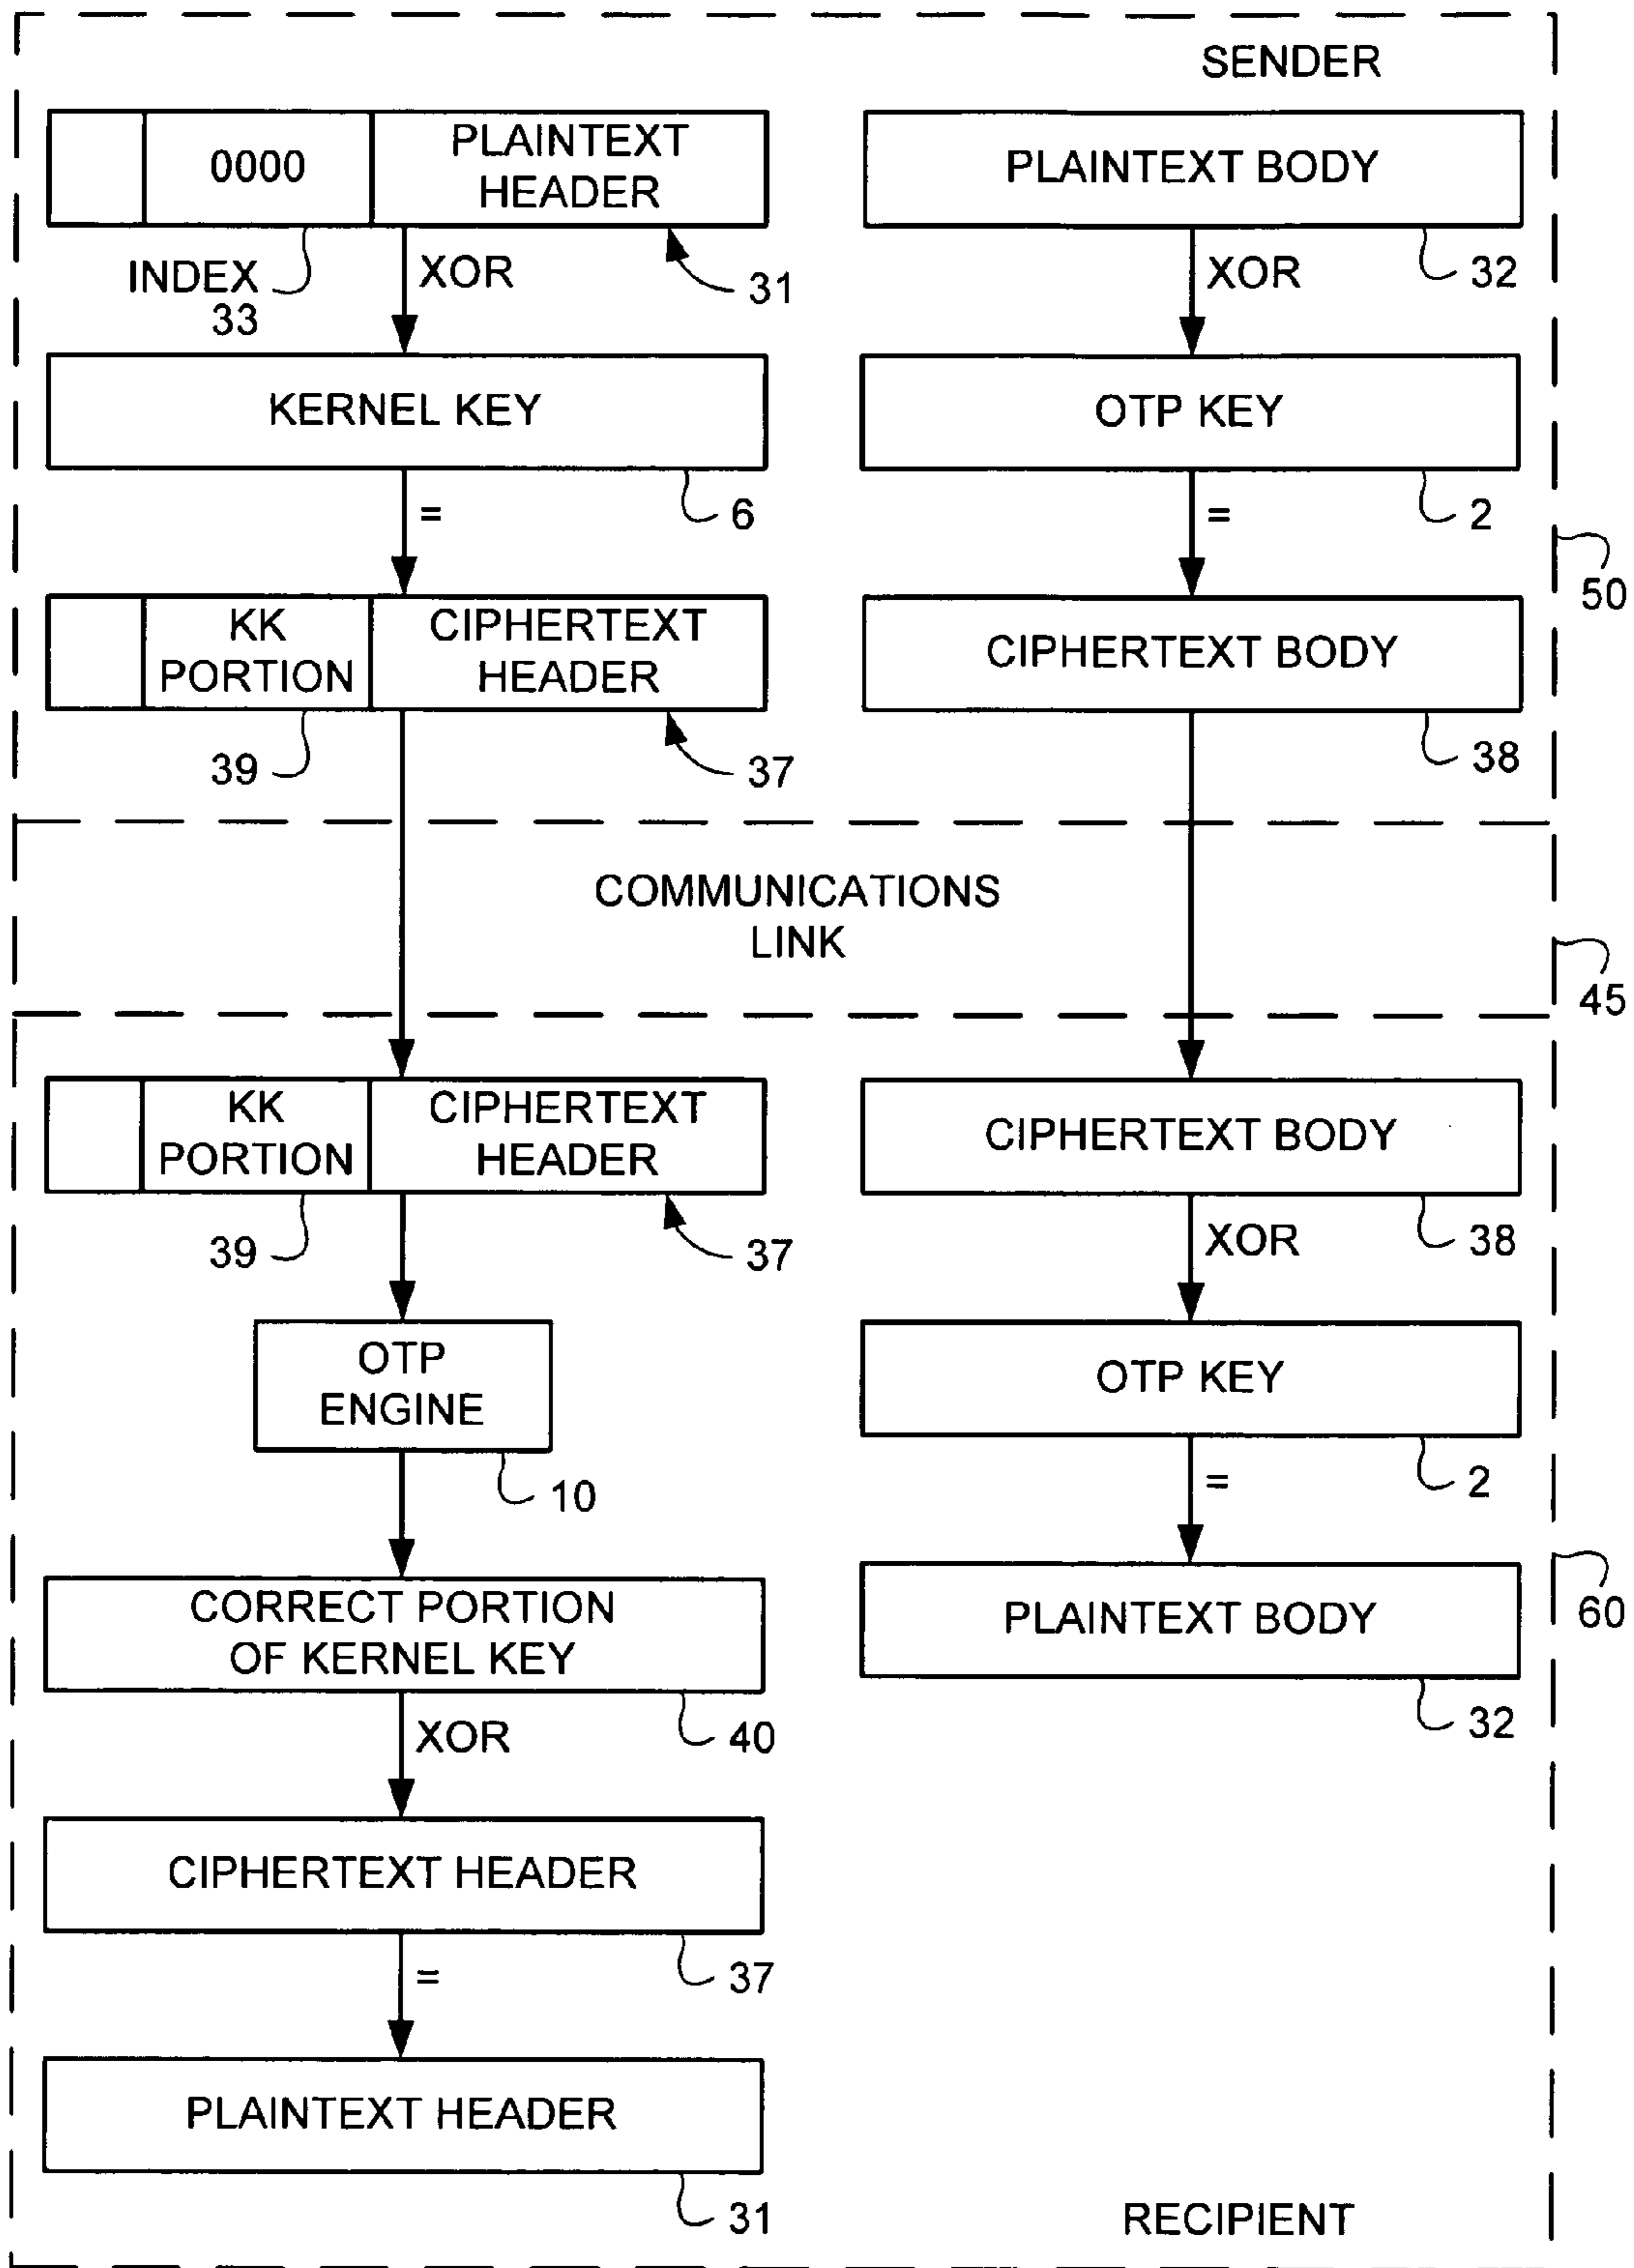 SENDER
0000
PLAINTEXT
HEADER
PLAINTEXT BODY
INDEX
33
XOR
31
XOR
32
KERNEL KEY
OTP KEY
=
6
=
2
50
KK
PORTION
CIPHERTEXT
HEADER
CIPHERTEXT BODY
39
37
38
COMMUNICATIONS
LINK
45
KK
PORTION
CIPHERTEXT
HEADER
CIPHERTEXT BODY
39
37
XOR
38
OTP
ENGINE
OTP KEY
10
=
2
CORRECT PORTION
OF KERNEL KEY
PLAINTEXT BODY
60
XOR
40
32
CIPHERTEXT HEADER
=
37
PLAINTEXT HEADER
31
RECIPIENT